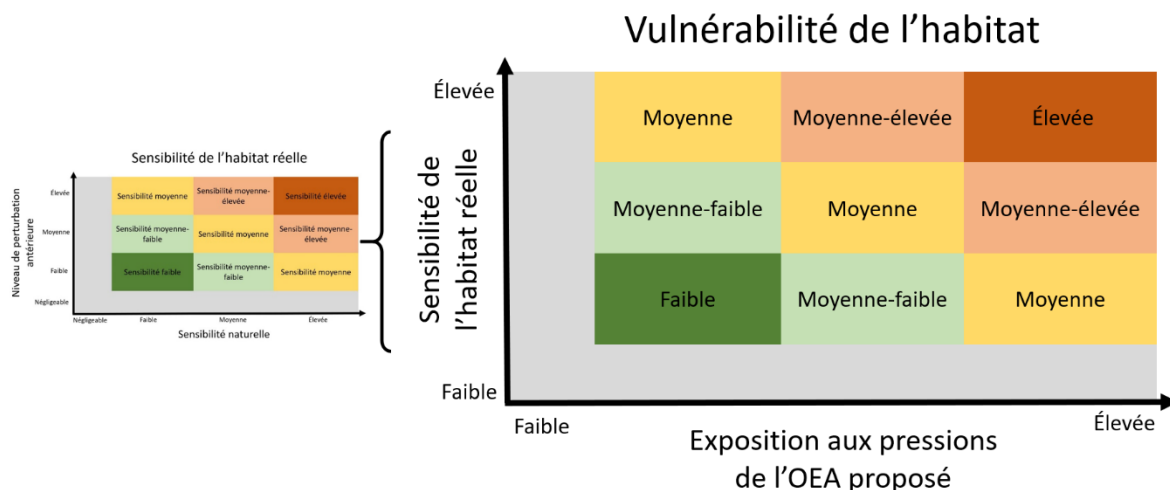 Sensibilité de l'habitat réelle
Niveau de perturbation
antérieure
Élevée
Sensibilité moyenne
Sensibilité moyenne-
élevée
Sensibilité élevée
Moyenne
Sensibilité moyenne-
faible
Sensibilité moyenne
Sensibilité moyenne-
élevée
Faible
Sensibilité faible
Sensibilité moyenne-
faible
Sensibilité moyenne
Négligeable
Négligeable
Faible
Moyenne
Élevée
Sensibilité naturelle
Vulnérabilité de l'habitat
Sensibilité de
l'habitat réelle
Élevée
Moyenne
Moyenne-élevée
Élevée
Moyenne-faible
Moyenne
Moyenne-élevée
Faible
Moyenne-faible
Moyenne
Faible
Faible
Élevée
Exposition aux pressions
de l'OEA proposé